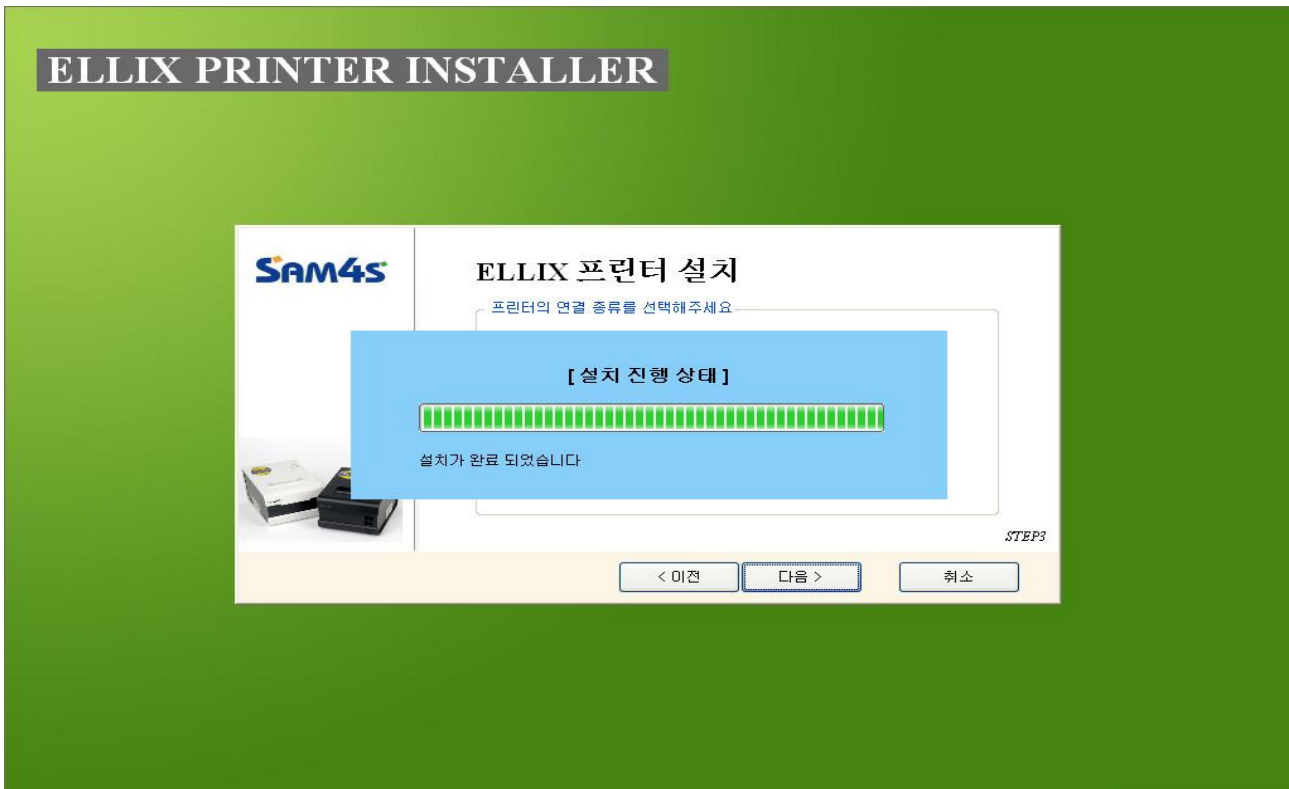 ELLIX PRINTER INSTALLER
SAM4S
ELLIX 프린터 설치
프린터의 연결 종류를 선택해주세요
[ 설치 진행 상태 ]
설치가 완료 되었습니다
STEP3
< 이전
다음 >
취소